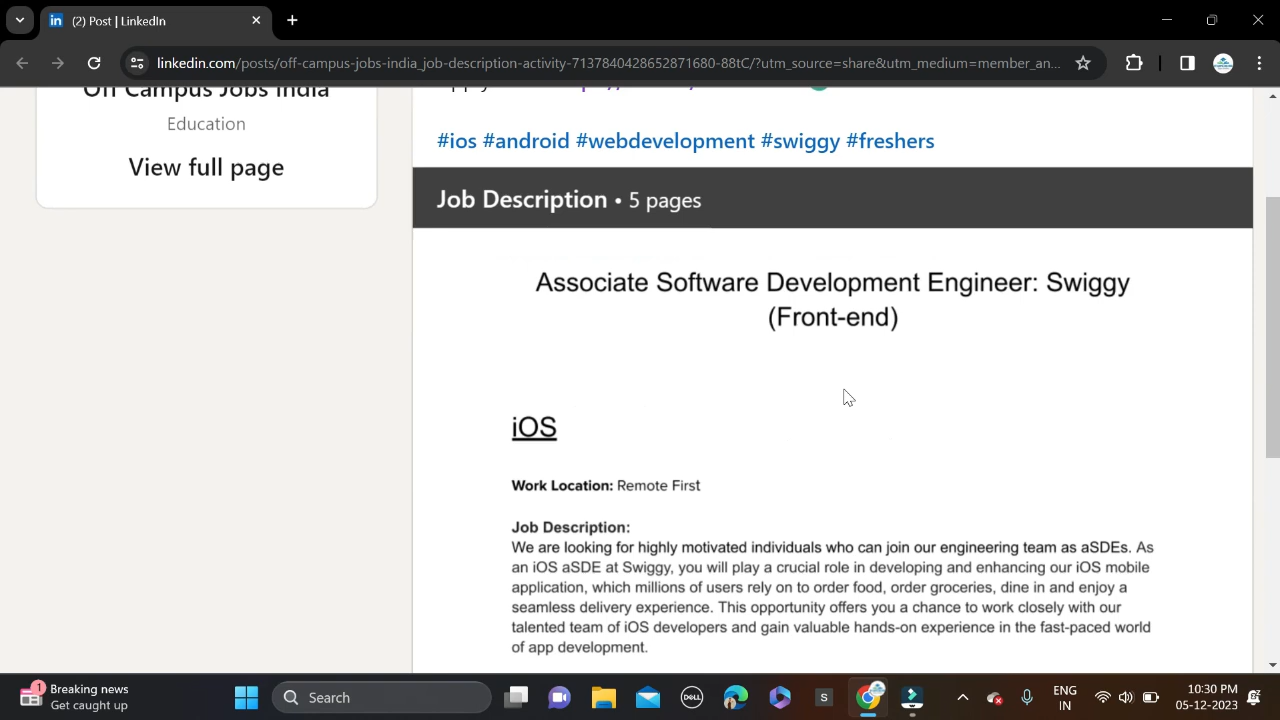 (2) Post | LinkedIn
linkedin.com/posts/off-campus-jobs-india_job-description-activity-7137840428652871680-88tC/?utm_source=share&utm_medium=member_an...
Off Campus Jobs India
Education
View full page
#ios #android #webdevelopment #swiggy #freshers
Job Description • 5 pages
Associate Software Development Engineer: Swiggy
(Front-end)
iOS
Work Location: Remote First
Job Description:
We are looking for highly motivated individuals who can join our engineering team as aSDEs. As
an iOS aSDE at Swiggy, you will play a crucial role in developing and enhancing our iOS mobile
application, which millions of users rely on to order food, order groceries, dine in and enjoy a
seamless delivery experience. This opportunity offers you a chance to work closely with our
talented team of iOS developers and gain valuable hands-on experience in the fast-paced world
of app development.
1
Breaking news
Get caught up
Search
DELL
S
ENG
IN
10:30 PM
05-12-2023